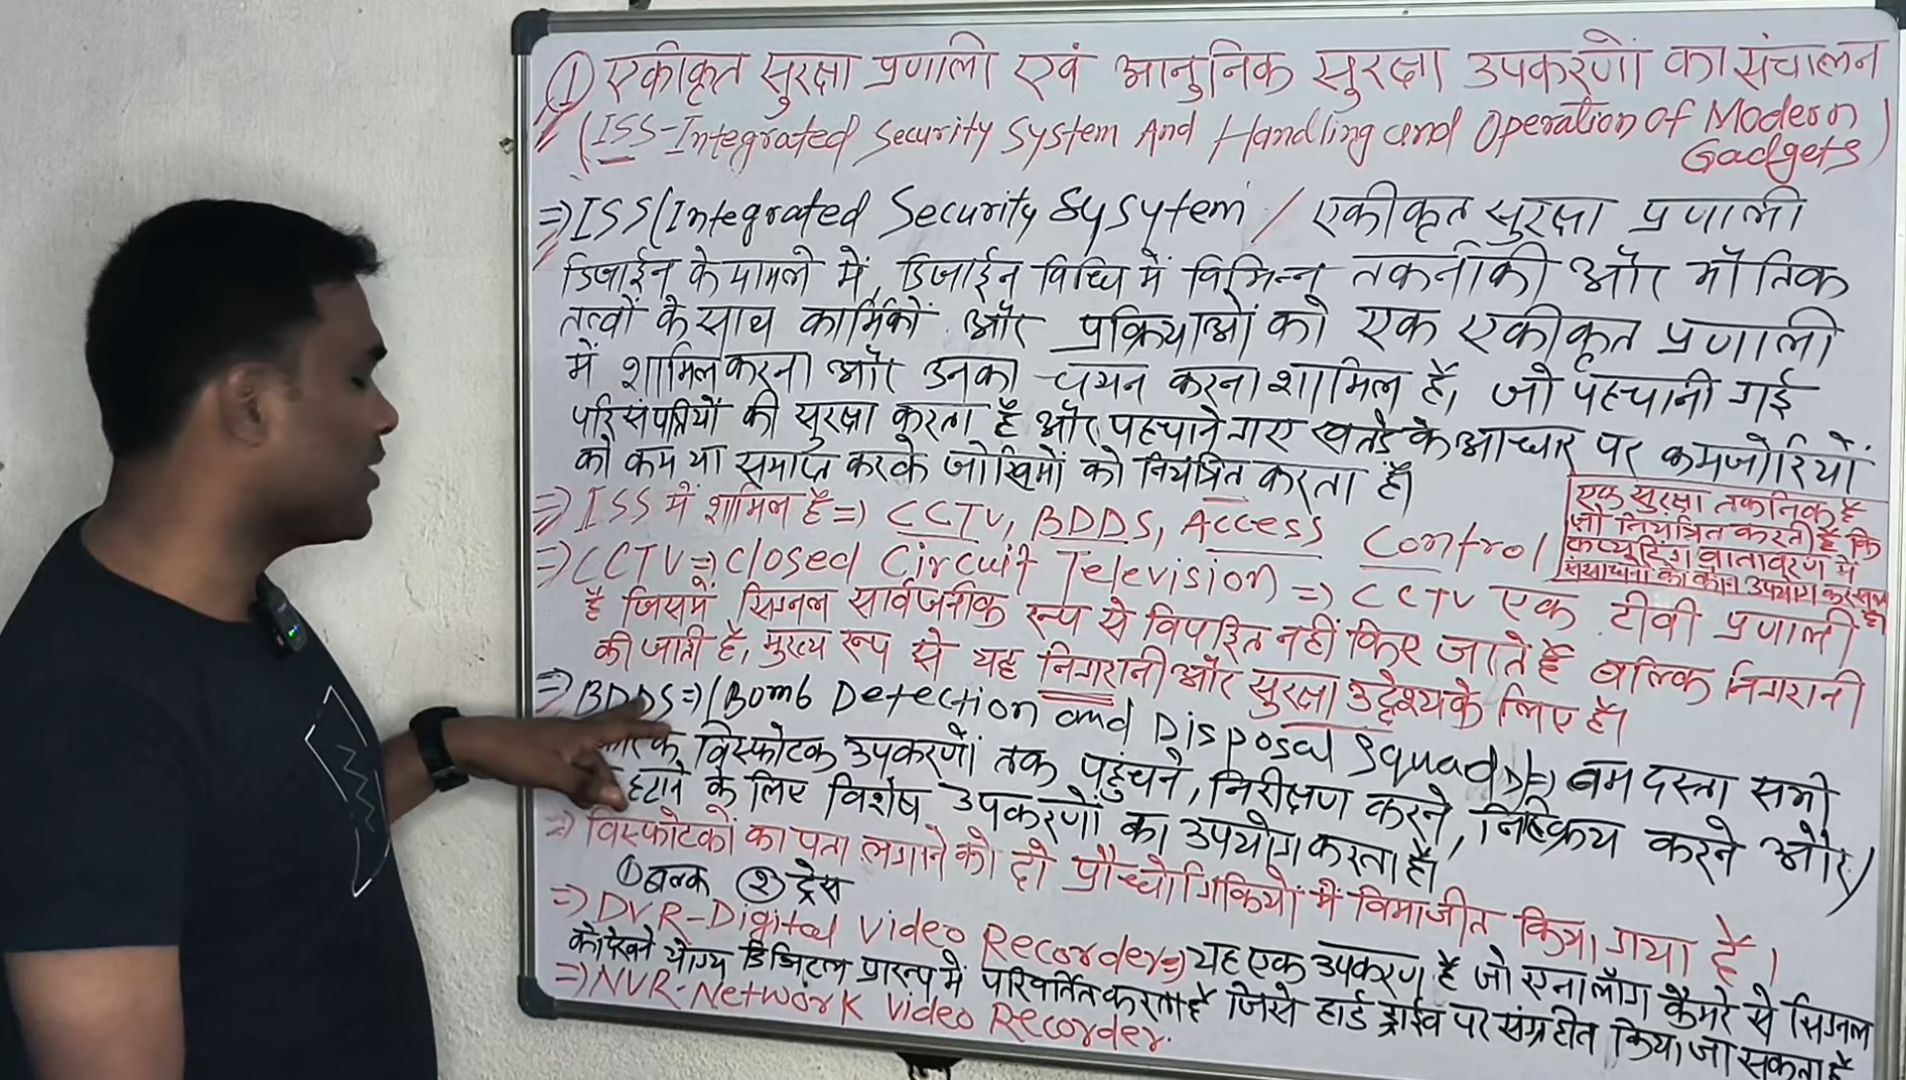 ① एकीकृत सुरक्षा प्रणाली एवं आनुनिक सुरक्षा उपकरणों का संचालन
(ISS-Integrated Security System And Handling and Operation of Modern Gadgets)
⇒ ISS(Integrated Security SySytem / एकीकृत सुरक्षा प्रणाली
डिजाईन के मामले में, डिजाईन विधि में विभिन्न तकनीकी और भौतिक
तत्वों के साथ कार्मिकों और प्रक्रियाओं को एक एकीकृत प्रणाली
में शामिल करना और उनका चयन करना शामिल है, जो पहचानी गई
परिसंपत्तियों की सुरक्षा करता है और पहचाने गए के आधार पर कमजोरियों
को कम या समाप्त करके जोखिमों को नियंत्रित करता है।
⇒ ISS में शामिल है ⇒ CCTV, BDDS, Access Control
एक सुरक्षा तकनिक है
जो नियंत्रित करती है कि
वातावरण में
का कौन उपयोग कर सकता है।
⇒ CCTV ⇒ Closed Circuit Television ⇒ CCTV एक टीवी प्रणाली
है जिसमें सिग्नल सार्वजनीक रूप से नहीं किए जाते है बल्कि निगरानी
की जाती है, मुख्य रूप से यह निगरानी और सुरक्षा उद्देश्य के लिए है।
⇒ BDDS ⇒ (Bomb Detection and Disposal Squad) ⇒ बम दस्ता सभी
विस्फोटक उपकरणों तक पहुंचने, निरीक्षण करने, निष्क्रिय करने और
हटाने के लिए विशेष उपकरणों का उपयोग करता है।
⇒ विस्फोटकों का पता लगाने को दो प्रौद्योगिकियों में विभाजीत किया गया है।
① बल्क ② ट्रेस
⇒ DVR-Digital Video Recorder ⇒ यह एक उपकरण है जो एनालॉग कैमरे से सिग्नल
को देखने योग्य डिजिटल प्रारूप में परिवर्तित करता है जिसे हार्ड ड्राईव पर संग्रहीत किया जा सकता है
⇒ NVR-Network Video Recorder.